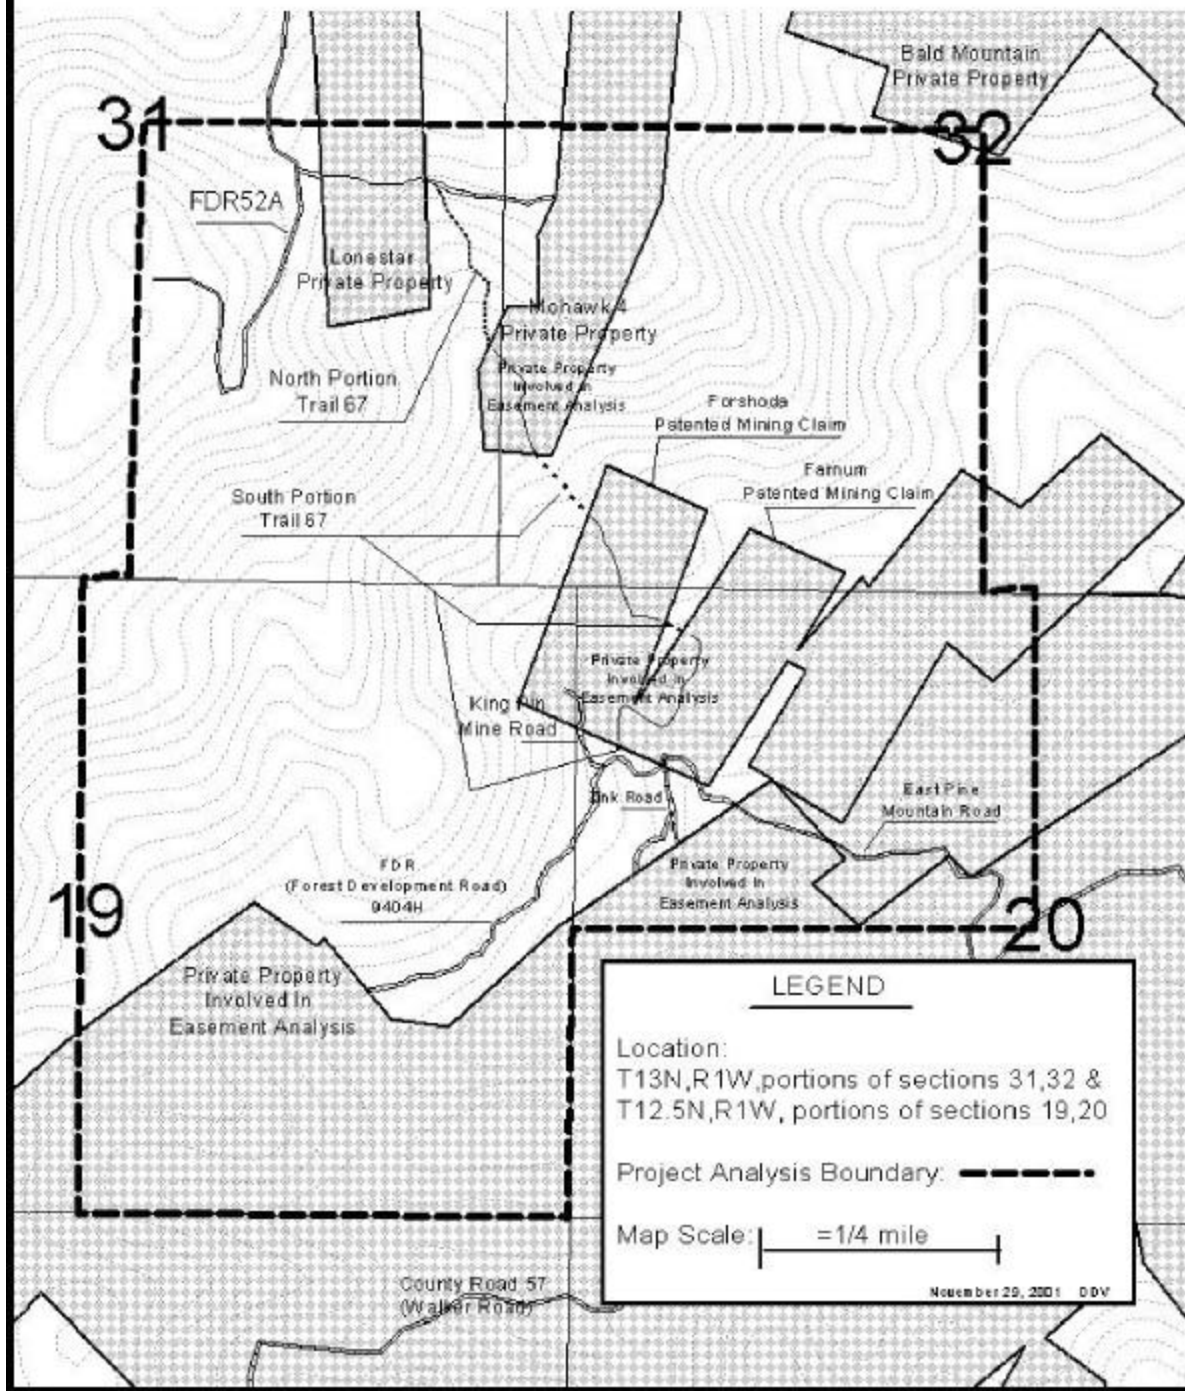 Bald Mountain
Private Property
31
32
FDR52A
Lonestar
Private Property
Mohawk 4
Private Property
Private Property
Involved in
Easement Analysis
North Portion
Trail 67
Forshoda
Patented Mining Claim
Farnum
Patented Mining Claim
South Portion
Trail 67
Private Property
Involved In
Easement Analysis
King Pin
Mine Road
Link Road
East Pine
Mountain Road
FDR
(Forest Development Road)
9404H
Private Property
Involved In
Easement Analysis
19
20
Private Property
Involved In
Easement Analysis
LEGEND
Location:
T13N,R1W,portions of sections 31,32 &
T12.5N,R1W, portions of sections 19,20
Project Analysis Boundary:
Map Scale: =1/4 mile
November 29, 2001 DDV
County Road 57
(Walker Road)